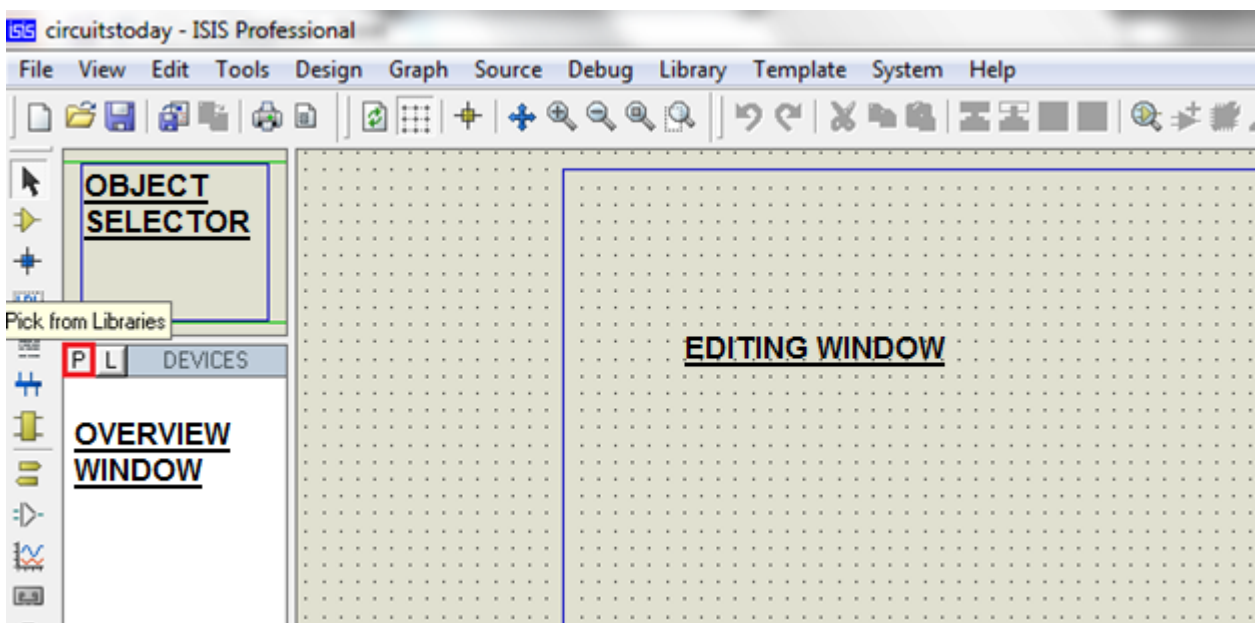 ISIS circuitstoday - ISIS Professional
File View Edit Tools Design Graph Source Debug Library Template System Help
OBJECT
SELECTOR
Pick from Libraries
P L DEVICES
EDITING WINDOW
OVERVIEW
WINDOW